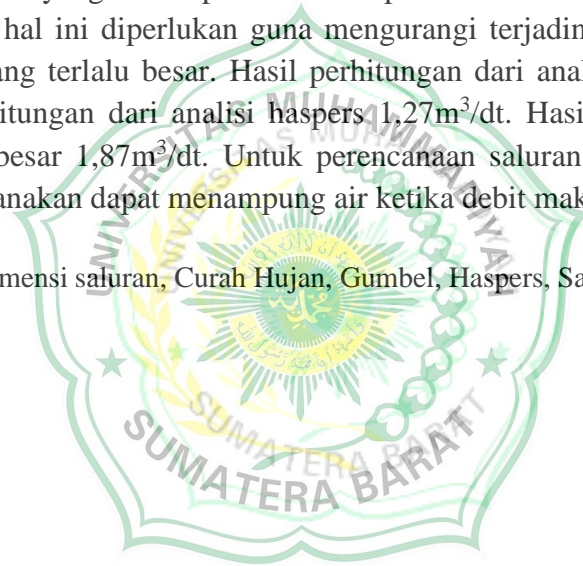 hal ini diperlukan guna mengurangi terjadin
ang terlalu besar. Hasil perhitungan dari anal
itungan dari analisi haspers 1,27m³/dt. Hasi
besar 1,87m³/dt. Untuk perencanaan saluran
anakan dapat menampung air ketika debit mak
mensi saluran, Curah Hujan, Gumbel, Haspers, Sa
UNIVERSITAS MUHAMMADIYAH
SUMATERA BARAT